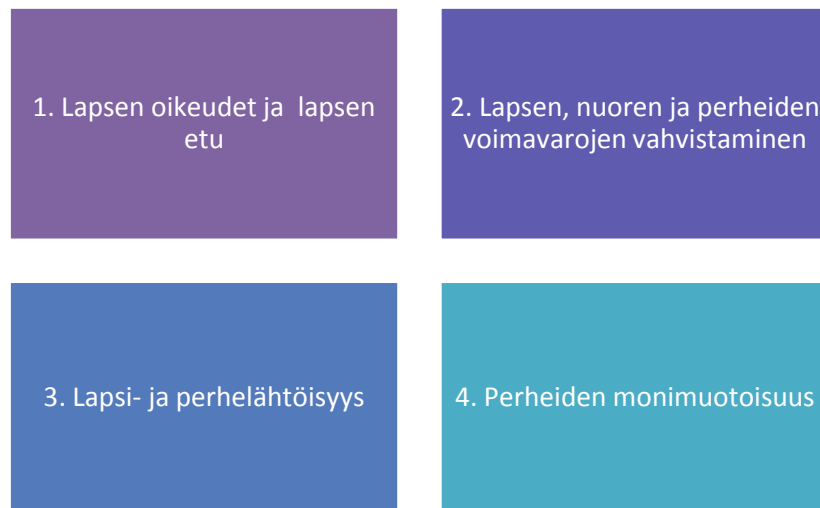 1. Lapsen oikeudet ja lapsen
etu
2. Lapsen, nuoren ja perheiden
voimavarojen vahvistaminen
3. Lapsi- ja perhelähtöisyys
4. Perheiden monimuotoisuus